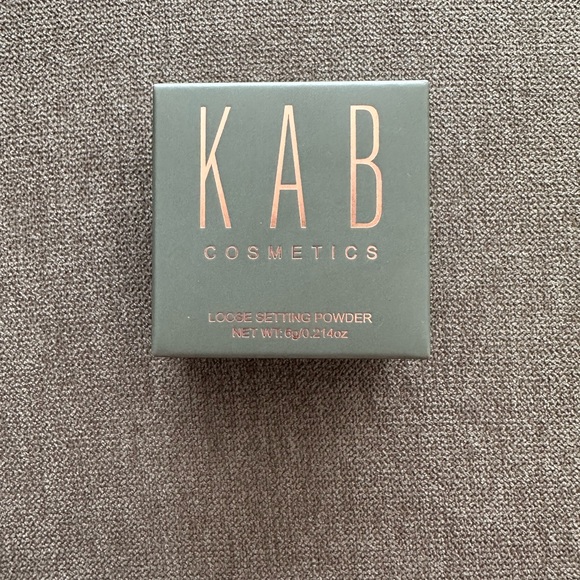 KAB
COSMETICS
LOOSE SETTING POWDER
NET WT:6g/0.214oz